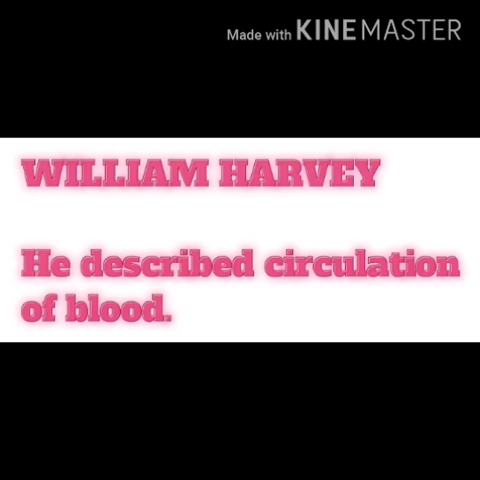 Made with KINEMASTER
WILLIAM HARVEY
He described circulation
of blood.